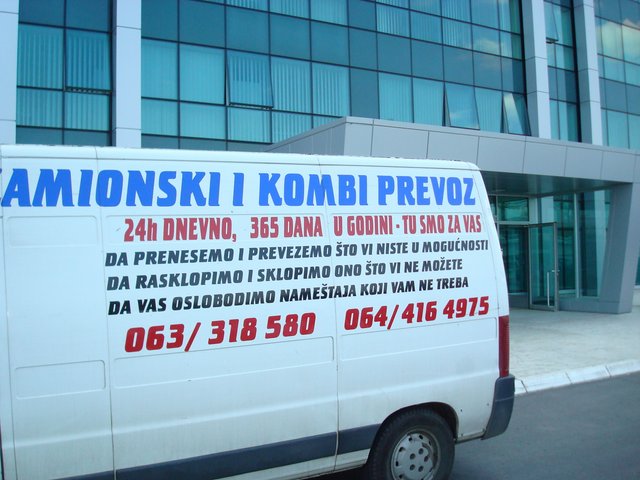 KAMIONSKI I KOMBI PREVOZ
24h DNEVNO, 365 DANA U GODINI - TU SMO ZA VAS
DA PRENESEMO I PREVEZEMO ŠTO VI NISTE U MOGUĆNOSTI
DA RASKLOPIMO I SKLOPIMO ONO ŠTO VI NE MOŽETE
DA VAS OSLOBODIMO NAMEŠTAJA KOJI VAM NE TREBA
063/ 318 580 064/ 416 4975